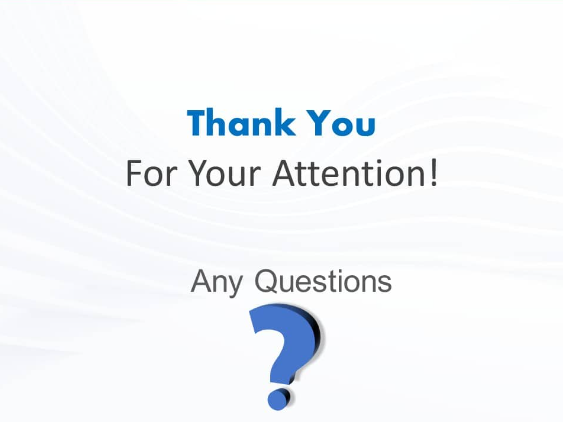 Thank You
For Your Attention!
Any Questions
?